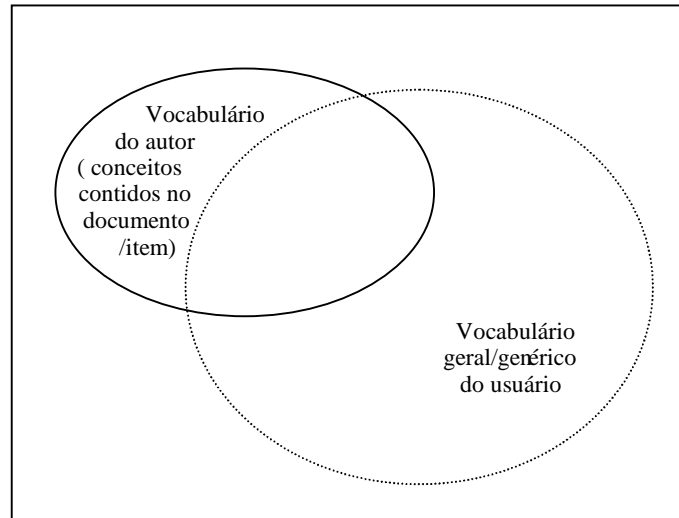 Vocabulário
do autor
( conceitos
contidos no
documento
/item)
Vocabulário
geral/genérico
do usuário